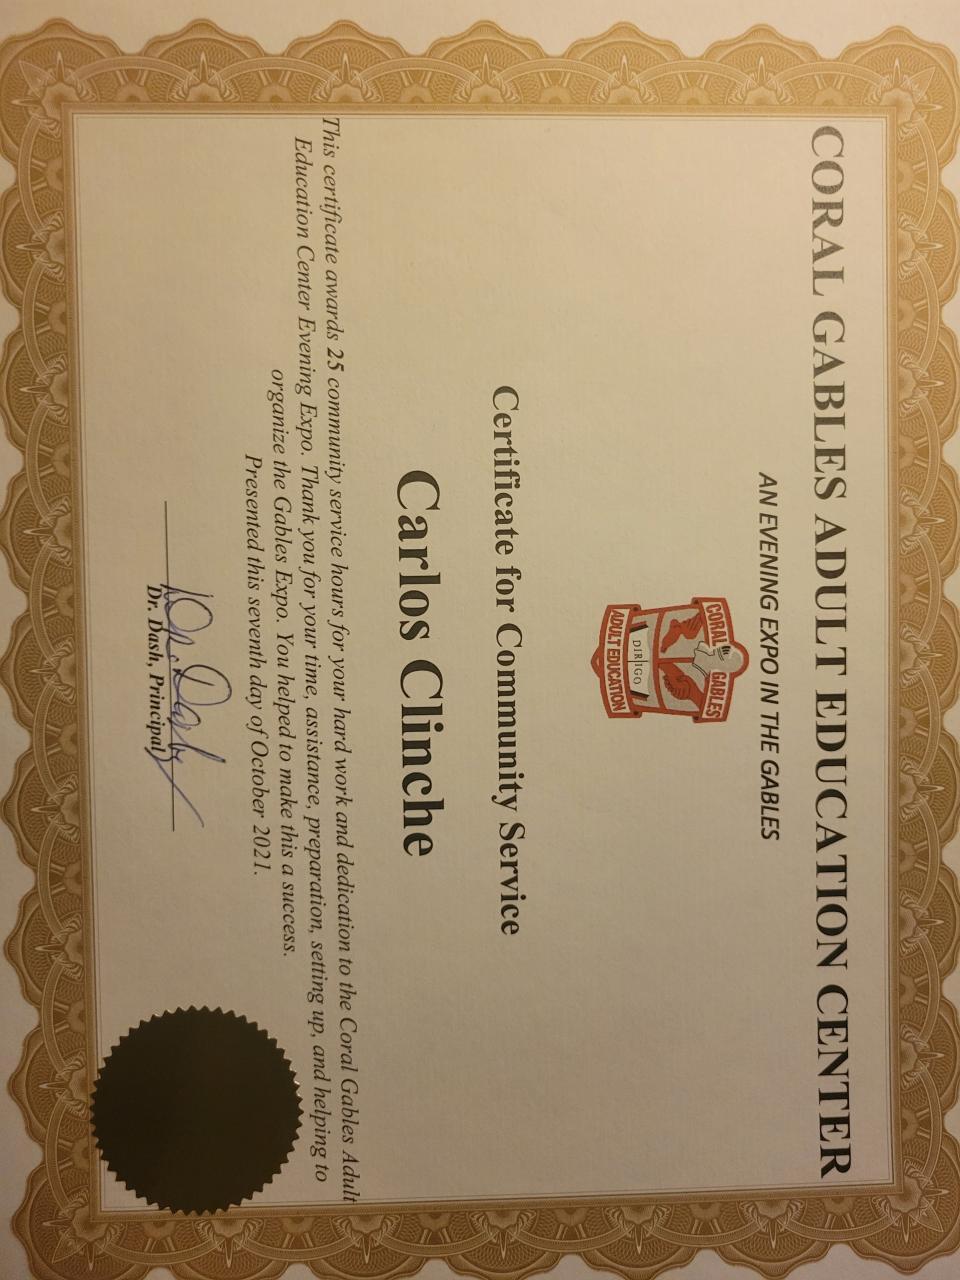 CORAL GABLES ADULT EDUCATION CENTER
AN EVENING EXPO IN THE GABLES
CORAL GABLES
DIRIGO
ADULT EDUCATION
Certificate for Community Service
Carlos Clinche
This certificate awards 25 community service hours for your hard work and dedication to the Coral Gables Adult
Education Center Evening Expo. Thank you for your time, assistance, preparation, setting up, and helping to
organize the Gables Expo. You helped to make this a success.
Presented this seventh day of October 2021.
Dr. Dash, Principal